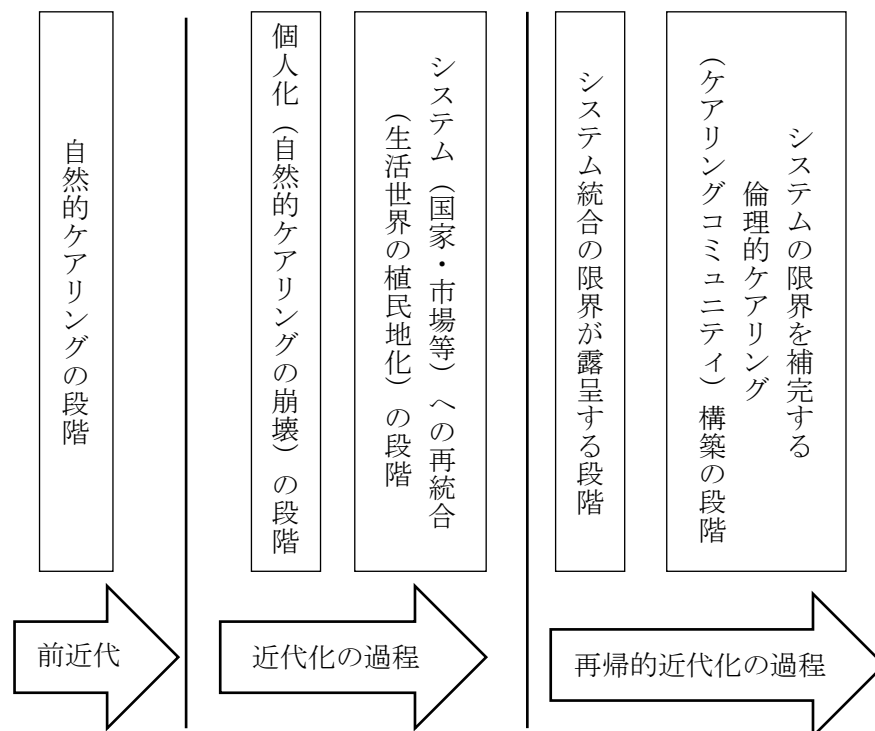 自然的ケアリングの段階
個人化（自然的ケアリングの崩壊）の段階
システム（国家・市場等）への再統合
（生活世界の植民地化）の段階
システム統合の限界が露呈する段階
システムの限界を補完する
倫理的ケアリング
（ケアリングコミュニティ）構築の段階
前近代
近代化の過程
再帰的近代化の過程